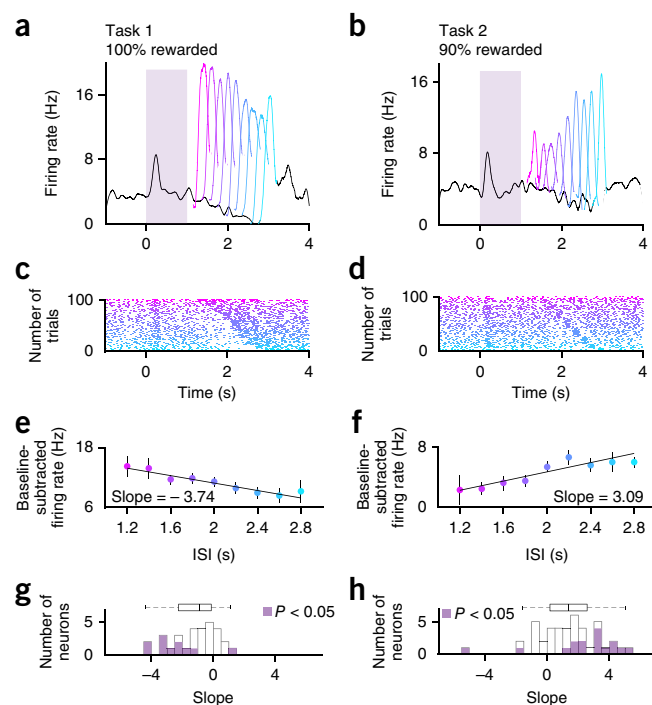 a
Task 1
100% rewarded
Firing rate (Hz)
16
8
0
0
2
4
b
Task 2
90% rewarded
Firing rate (Hz)
16
8
0
0
2
4
c
Number of
trials
100
0
0
2
4
Time (s)
d
Number of
trials
100
0
0
2
4
Time (s)
e
Baseline-
subtracted
firing rate (Hz)
18
6
Slope = – 3.74
1.2
1.6
2
2.4
2.8
ISI (s)
f
Baseline-
subtracted
firing rate (Hz)
8
0
Slope = 3.09
1.2
1.6
2
2.4
2.8
ISI (s)
g
Number of
neurons
5
0
P < 0.05
–4
0
4
Slope
h
Number of
neurons
5
0
P < 0.05
–4
0
4
Slope